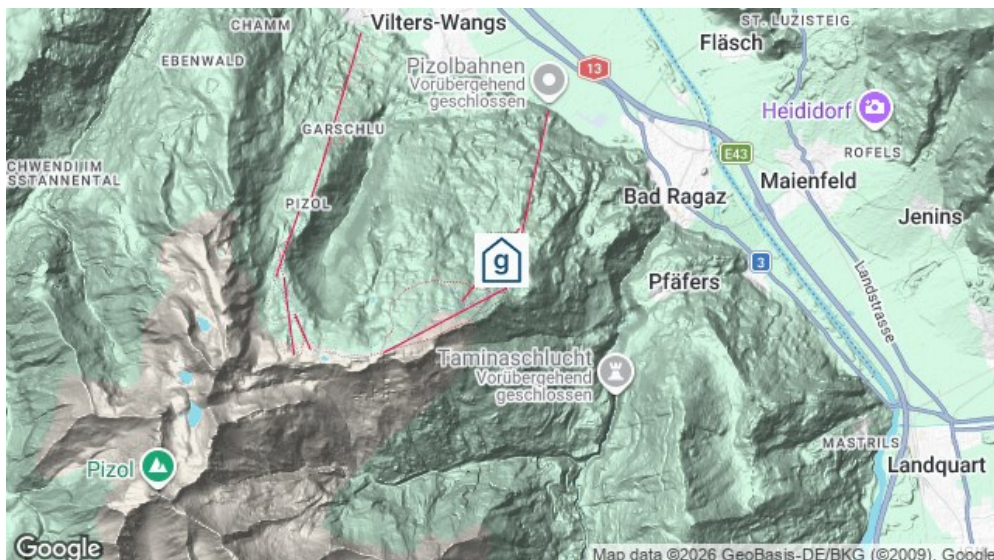 CHAMM
Vilters-Wangs
ST. LUZISTEIG
Fläsch
EBENWALD
Pizolbahnen
Vorübergehend
geschlossen
13
Heididorf
GARSCHLU
E43
ROFELS
CHWENDI IM
SSTANNENTAL
Maienfeld
PIZOL
Bad Ragaz
Jenins
g
3
Pfäfers
Landstrasse
Taminaschlucht
Vorübergehend
geschlossen
MASTRILS
Pizol
Landquart
Google
Map data ©2026 GeoBasis-DE/BKG (©2009), Google